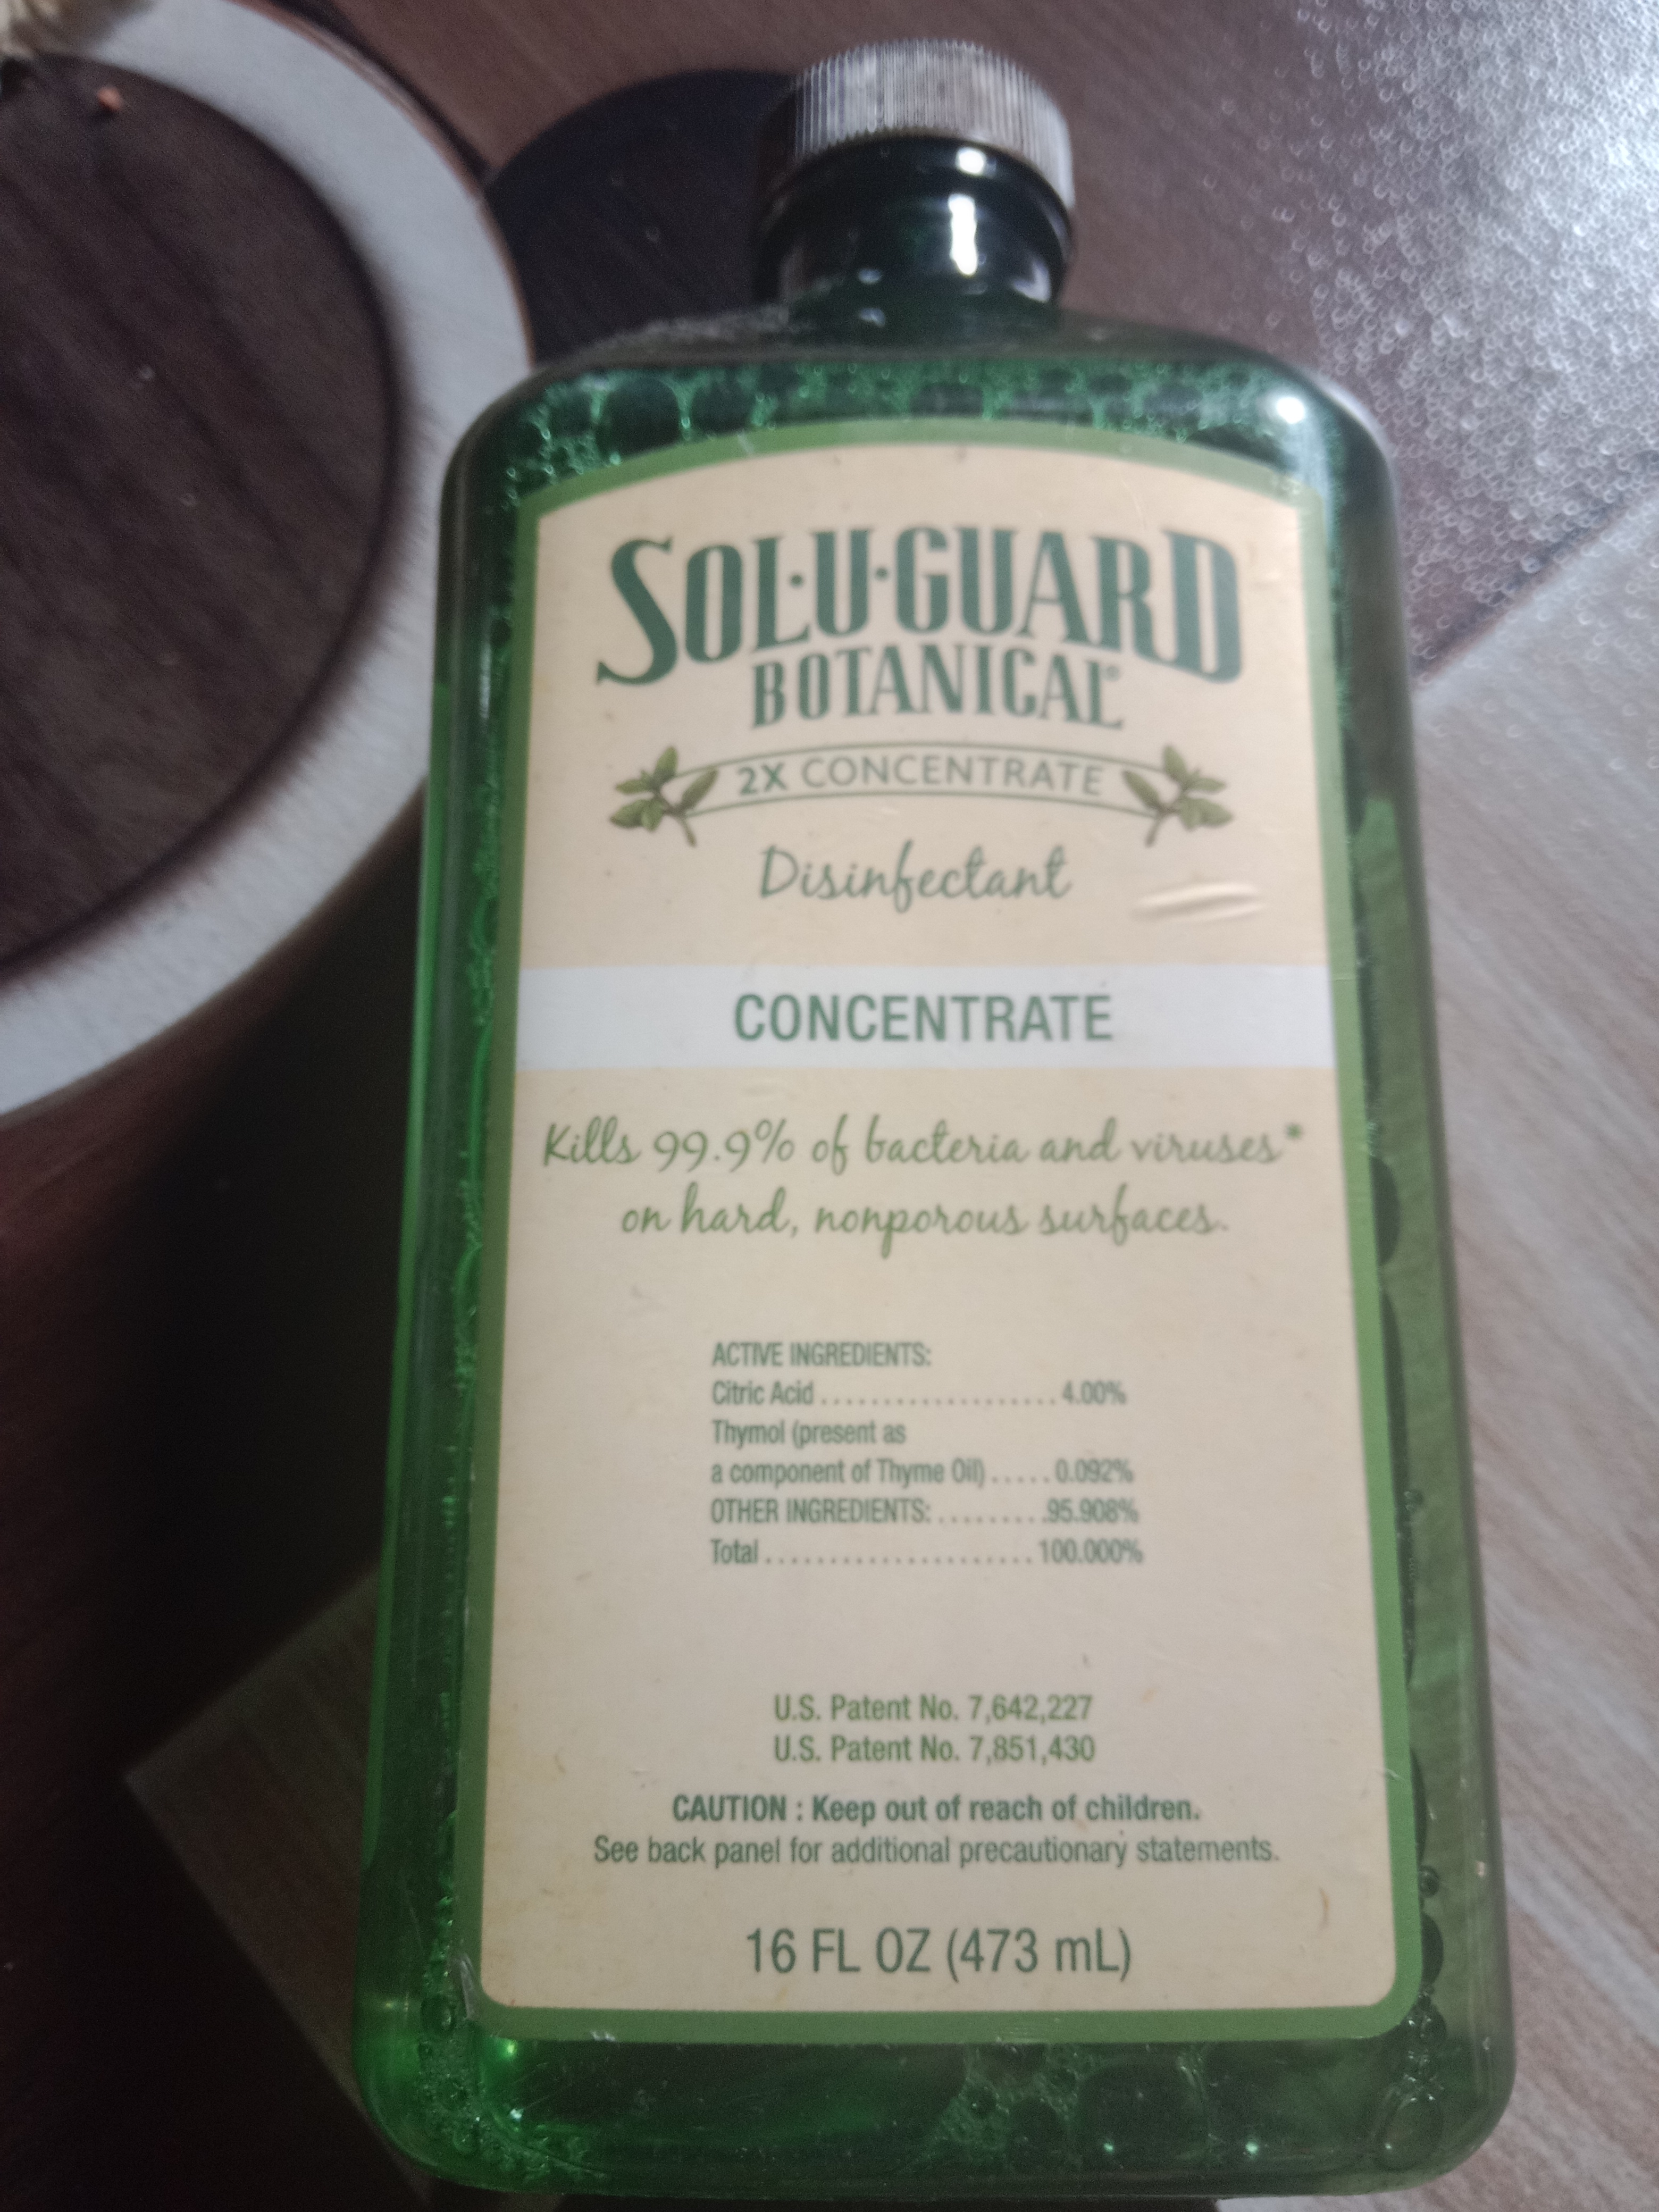 SOL·U·GUARD
BOTANICAL®
2X CONCENTRATE
Disinfectant
CONCENTRATE
Kills 99.9% of bacteria and viruses*
on hard, nonporous surfaces.
ACTIVE INGREDIENTS:
Citric Acid ................... 4.00%
Thymol (present as
a component of Thyme Oil) ..... 0.092%
OTHER INGREDIENTS: ......... 95.908%
Total ...................... 100.000%
U.S. Patent No. 7,642,227
U.S. Patent No. 7,851,430
CAUTION : Keep out of reach of children.
See back panel for additional precautionary statements.
16 FL OZ (473 mL)